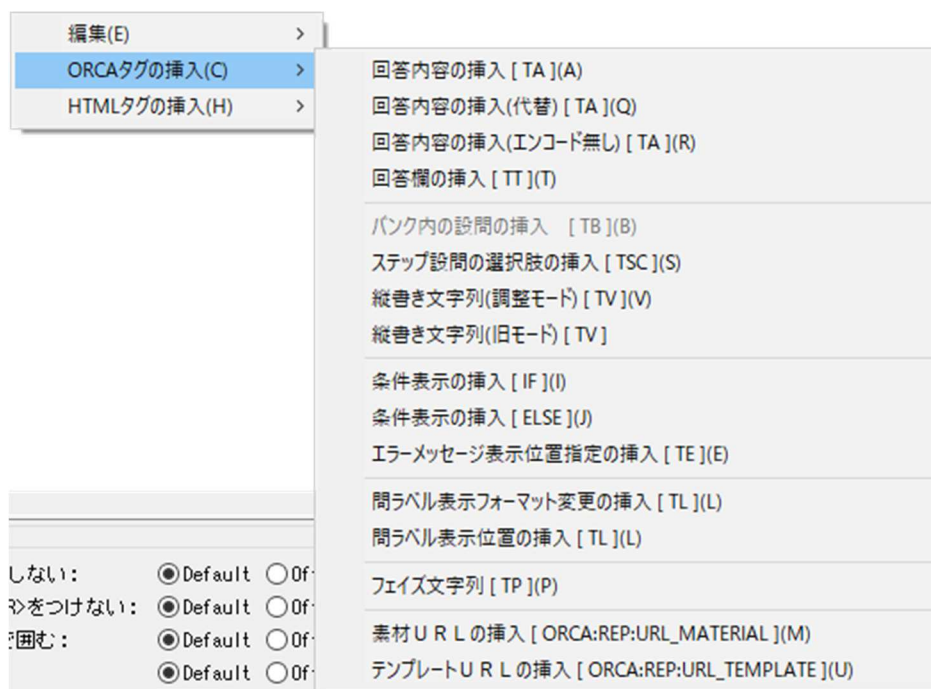 編集(E)
ORCAタグの挿入(C)
HTMLタグの挿入(H)
回答内容の挿入 [ TA ](A)
回答内容の挿入(代替) [ TA ](Q)
回答内容の挿入(エンコード無し) [ TA ](R)
回答欄の挿入 [ TT ](T)
バンク内の設問の挿入　[ TB ](B)
ステップ設問の選択肢の挿入 [ TSC ](S)
縦書き文字列(調整モード) [ TV ](V)
縦書き文字列(旧モード) [ TV ]
条件表示の挿入 [ IF ](I)
条件表示の挿入 [ ELSE ](J)
エラーメッセージ表示位置指定の挿入 [ TE ](E)
問ラベル表示フォーマット変更の挿入 [ TL ](L)
問ラベル表示位置の挿入 [ TL ](L)
フェイズ文字列 [ TP ](P)
素材ＵＲＬの挿入 [ ORCA:REP:URL_MATERIAL ](M)
テンプレートＵＲＬの挿入 [ ORCA:REP:URL_TEMPLATE ](U)
しない: Default Of
R>をつけない: Default Of
囲む: Default Of
Default Of